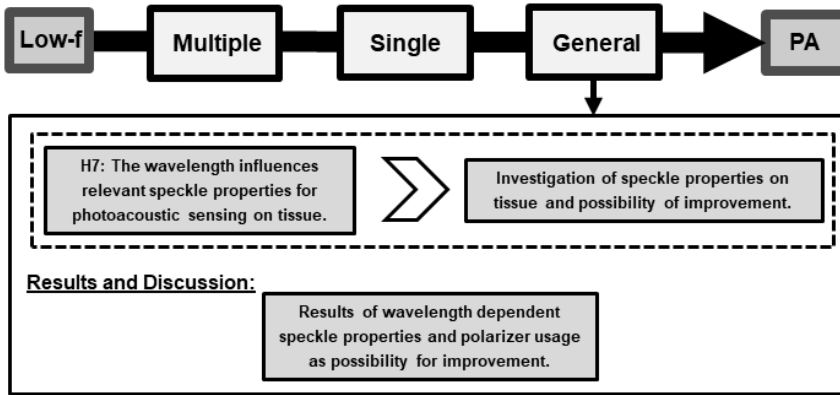 Low-f Multiple Single General PA
H7: The wavelength influences
relevant speckle properties for
photoacoustic sensing on tissue.
Investigation of speckle properties on
tissue and possibility of improvement.
Results and Discussion:
Results of wavelength dependent
speckle properties and polarizer usage
as possibility for improvement.